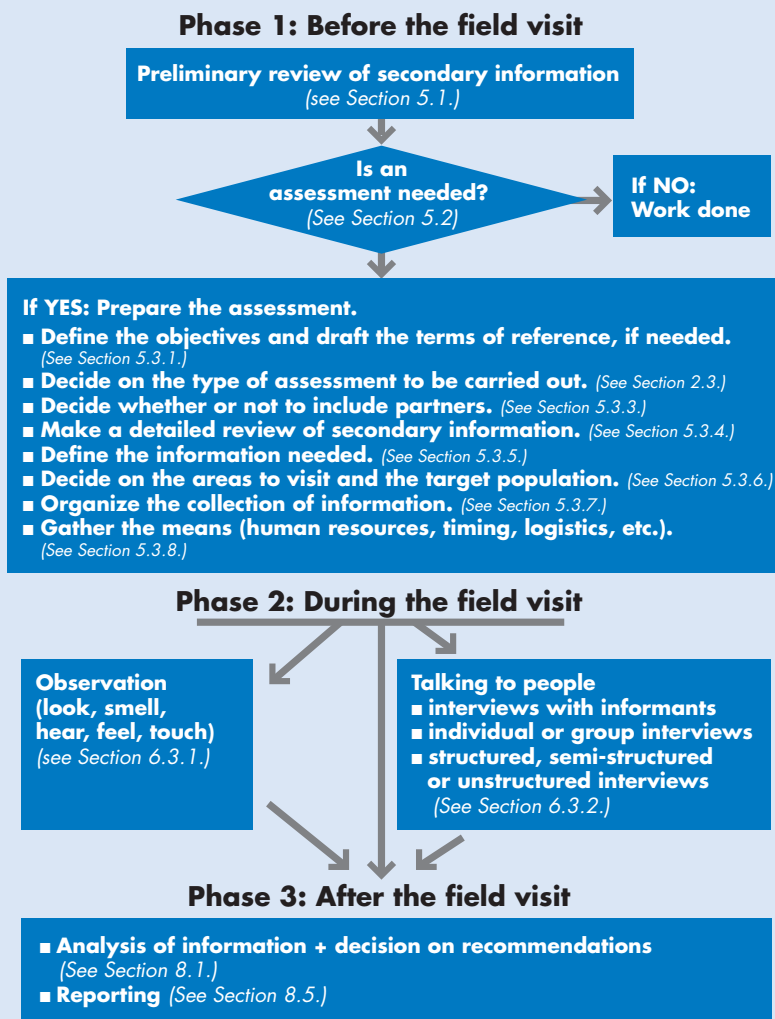 Phase 1: Before the field visit
Preliminary review of secondary information
(see Section 5.1.)
Is an
assessment needed?
(See Section 5.2)
If NO:
Work done
If YES: Prepare the assessment.
■ Define the objectives and draft the terms of reference, if needed.
(See Section 5.3.1.)
■ Decide on the type of assessment to be carried out. (See Section 2.3.)
■ Decide whether or not to include partners. (See Section 5.3.3.)
■ Make a detailed review of secondary information. (See Section 5.3.4.)
■ Define the information needed. (See Section 5.3.5.)
■ Decide on the areas to visit and the target population. (See Section 5.3.6.)
■ Organize the collection of information. (See Section 5.3.7.)
■ Gather the means (human resources, timing, logistics, etc.).
(See Section 5.3.8.)
Phase 2: During the field visit
Observation
(look, smell,
hear, feel, touch)
(see Section 6.3.1.)
Talking to people
■ interviews with informants
■ individual or group interviews
■ structured, semi-structured
or unstructured interviews
(See Section 6.3.2.)
Phase 3: After the field visit
■ Analysis of information + decision on recommendations
(See Section 8.1.)
■ Reporting (See Section 8.5.)